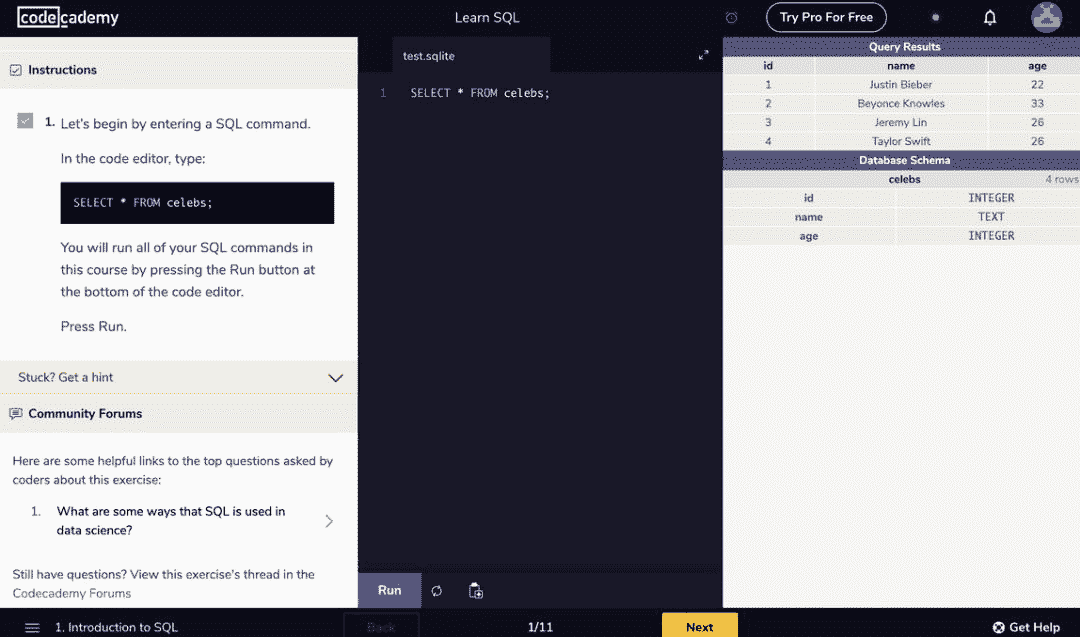 codecademy
Learn SQL
Try Pro For Free
Instructions
1. Let's begin by entering a SQL command.
In the code editor, type:
SELECT * FROM celebs;
You will run all of your SQL commands in
this course by pressing the Run button at
the bottom of the code editor.
Press Run.
Stuck? Get a hint
Community Forums
Here are some helpful links to the top questions asked by
coders about this exercise:
1. What are some ways that SQL is used in
data science?
Still have questions? View this exercise's thread in the
Codecademy Forums
test.sqlite
1 SELECT * FROM celebs;
Run
Query Results
id name age
1 Justin Bieber 22
2 Beyonce Knowles 33
3 Jeremy Lin 26
4 Taylor Swift 26
Database Schema
celebs 4 rows
id INTEGER
name TEXT
age INTEGER
1. Introduction to SQL
Back
1/11
Next
Get Help